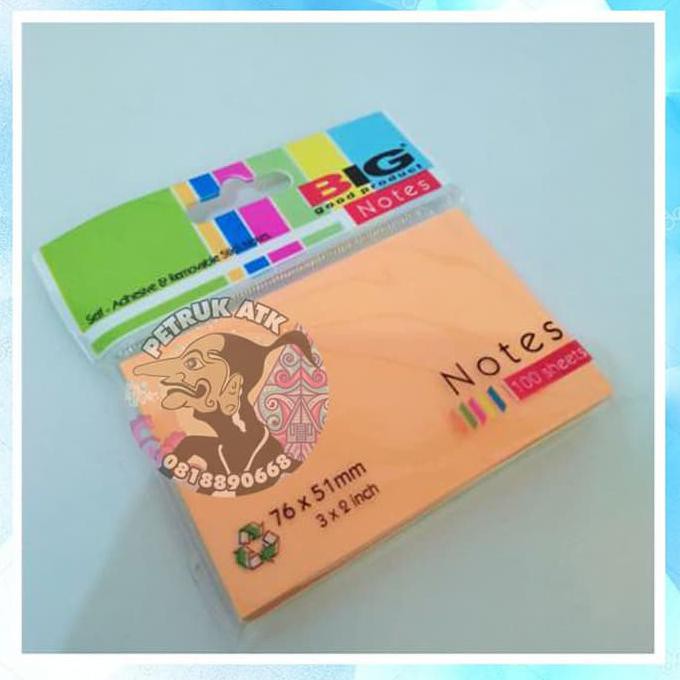 BIG
good product
Notes
Self - Adhesive & Removable Stick Notes
PETRUK ATK
0818890668
Notes
100 sheets
76 x 51mm
3 x 2 inch